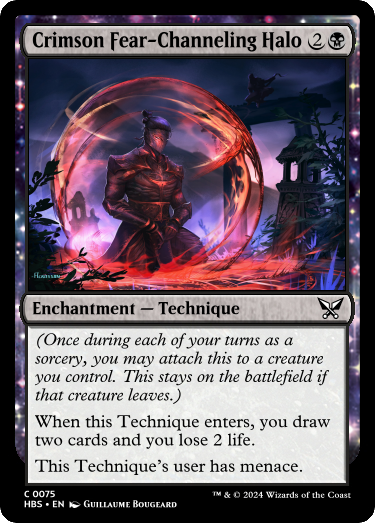 Crimson Fear-Channeling Halo 2
Enchantment — Technique
(Once during each of your turns as a
sorcery, you may attach this to a creature
you control. This stays on the battlefield if
that creature leaves.)
When this Technique enters, you draw
two cards and you lose 2 life.
This Technique's user has menace.
C 0075
HBS • EN Guillaume Bougeard
™ & © 2024 Wizards of the Coast